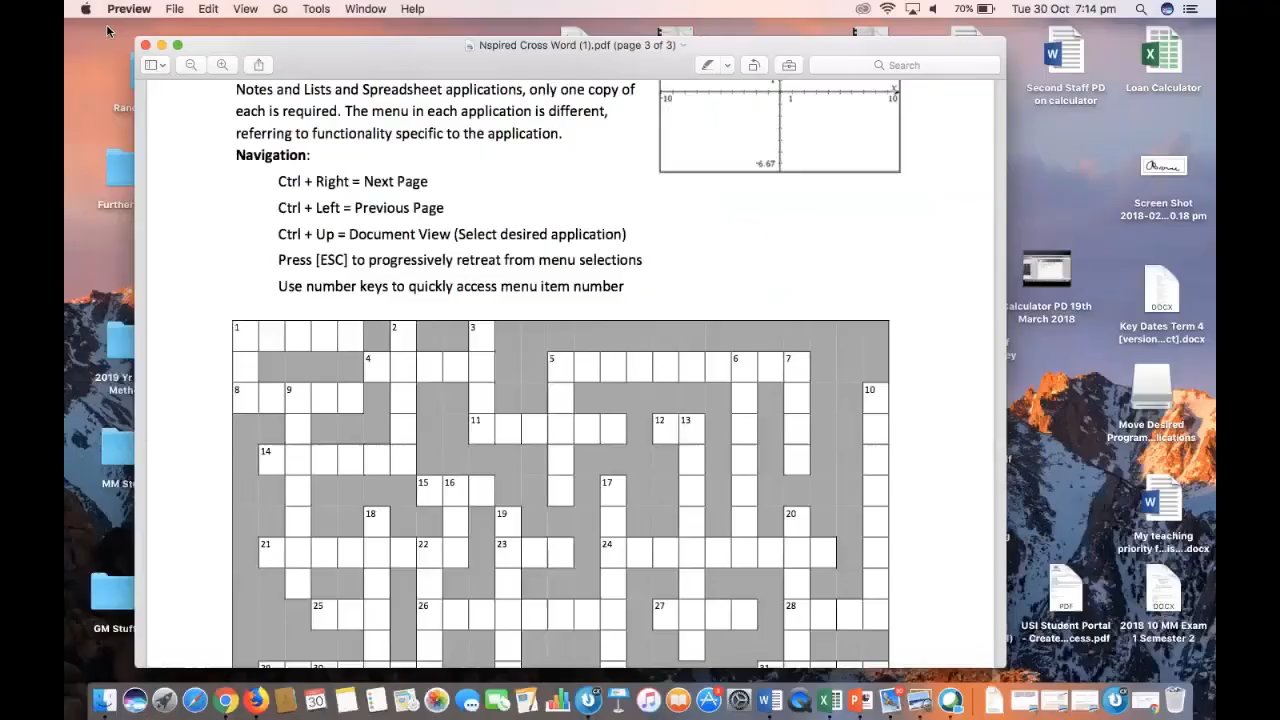 Preview File Edit View Go Tools Window Help
70% Tue 30 Oct 7:14 pm
Nspired Cross Word (1).pdf (page 3 of 3)
Search
Notes and Lists and Spreadsheet applications, only one copy of
each is required. The menu in each application is different,
referring to functionality specific to the application.
Navigation:
Ctrl + Right = Next Page
Ctrl + Left = Previous Page
Ctrl + Up = Document View (Select desired application)
Press [ESC] to progressively retreat from menu selections
Use number keys to quickly access menu item number
x
-10 1 10
-6.67
1 2 3
4 5 6 7
8 9 10
11 12 13
14
15 16 17
18 19 20
21 22 23 24
25 26 27 28
29 30 31
Ran
Further
2019 Yr
Meth
MM St
GM Stuff
Second Staff PD
on calculator
Loan Calculator
Screen Shot
2018-02...0.18 pm
Calculator PD 19th
March 2018
Key Dates Term 4
[version...ct].docx
Move Desired
Program...lications
My teaching
priority f...is....docx
USI Student Portal
- Create...cess.pdf
2018 10 MM Exam
1 Semester 2
DOCX
PDF
DOCX
30